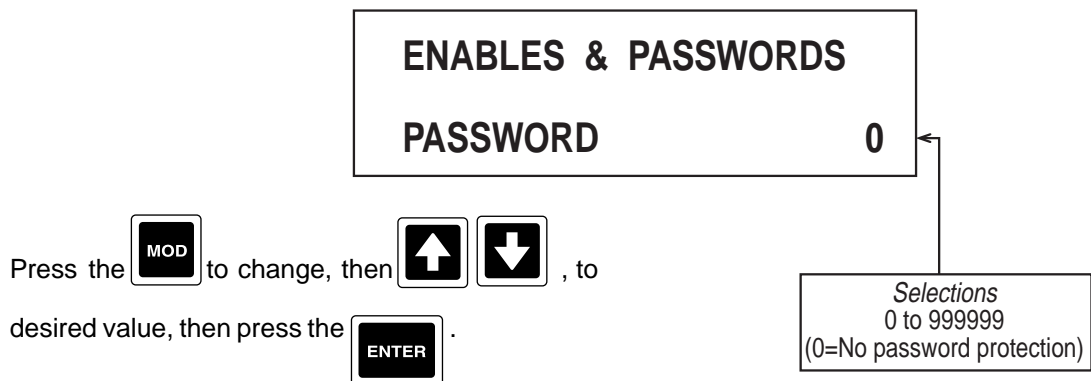 ENABLES & PASSWORDS
PASSWORD 0
Press the MOD to change, then , to
desired value, then press the ENTER .
Selections
0 to 999999
(0=No password protection)